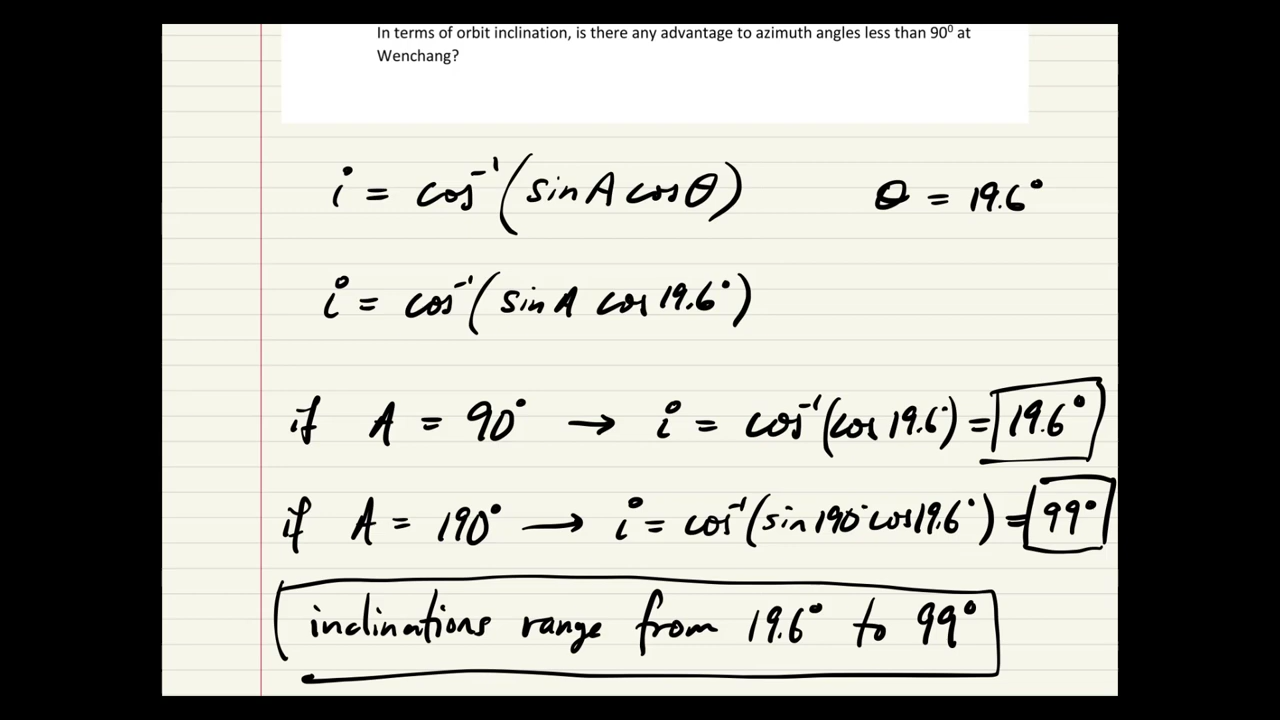 In terms of orbit inclination, is there any advantage to azimuth angles less than 90⁰ at
Wenchang?
i = cos⁻¹(sin A cos θ) θ = 19.6°
i = cos⁻¹(sin A cos 19.6°)
if A = 90° → i = cos⁻¹(cos 19.6°) = 19.6°
if A = 190° → i = cos⁻¹(sin 190° cos 19.6°) = 99°
inclinations range from 19.6° to 99°